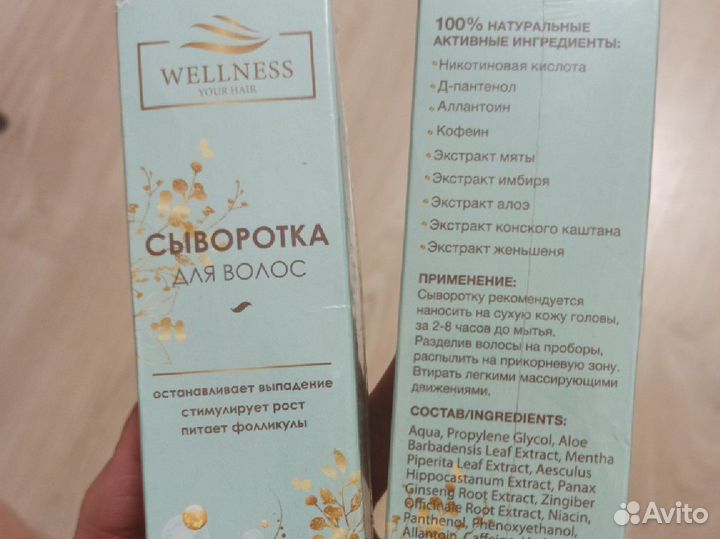 WELLNESS
YOUR HAIR
СЫВОРОТКА
ДЛЯ ВОЛОС
останавливает выпадение
стимулирует рост
питает фолликулы
100% НАТУРАЛЬНЫЕ
АКТИВНЫЕ ИНГРЕДИЕНТЫ:
•Никотиновая кислота
•Д-пантенол
•Аллантоин
•Кофеин
•Экстракт мяты
•Экстракт имбиря
•Экстракт алоэ
•Экстракт конского каштана
•Экстракт женьшеня
ПРИМЕНЕНИЕ:
Сыворотку рекомендуется
наносить на сухую кожу головы,
за 2-8 часов до мытья.
Разделив волосы на проборы,
распылить на прикорневую зону.
Втирать легкими массирующими
движениями.
СОСТАВ/INGREDIENTS:
Aqua, Propylene Glycol, Aloe
Barbadensis Leaf Extract, Mentha
Piperita Leaf Extract, Aesculus
Hippocastanum Extract, Panax
Ginseng Root Extract, Zingiber
Officinale Root Extract, Niacin,
Panthenol, Phenoxyethanol,
Allantoin, Caffeine,
Avito